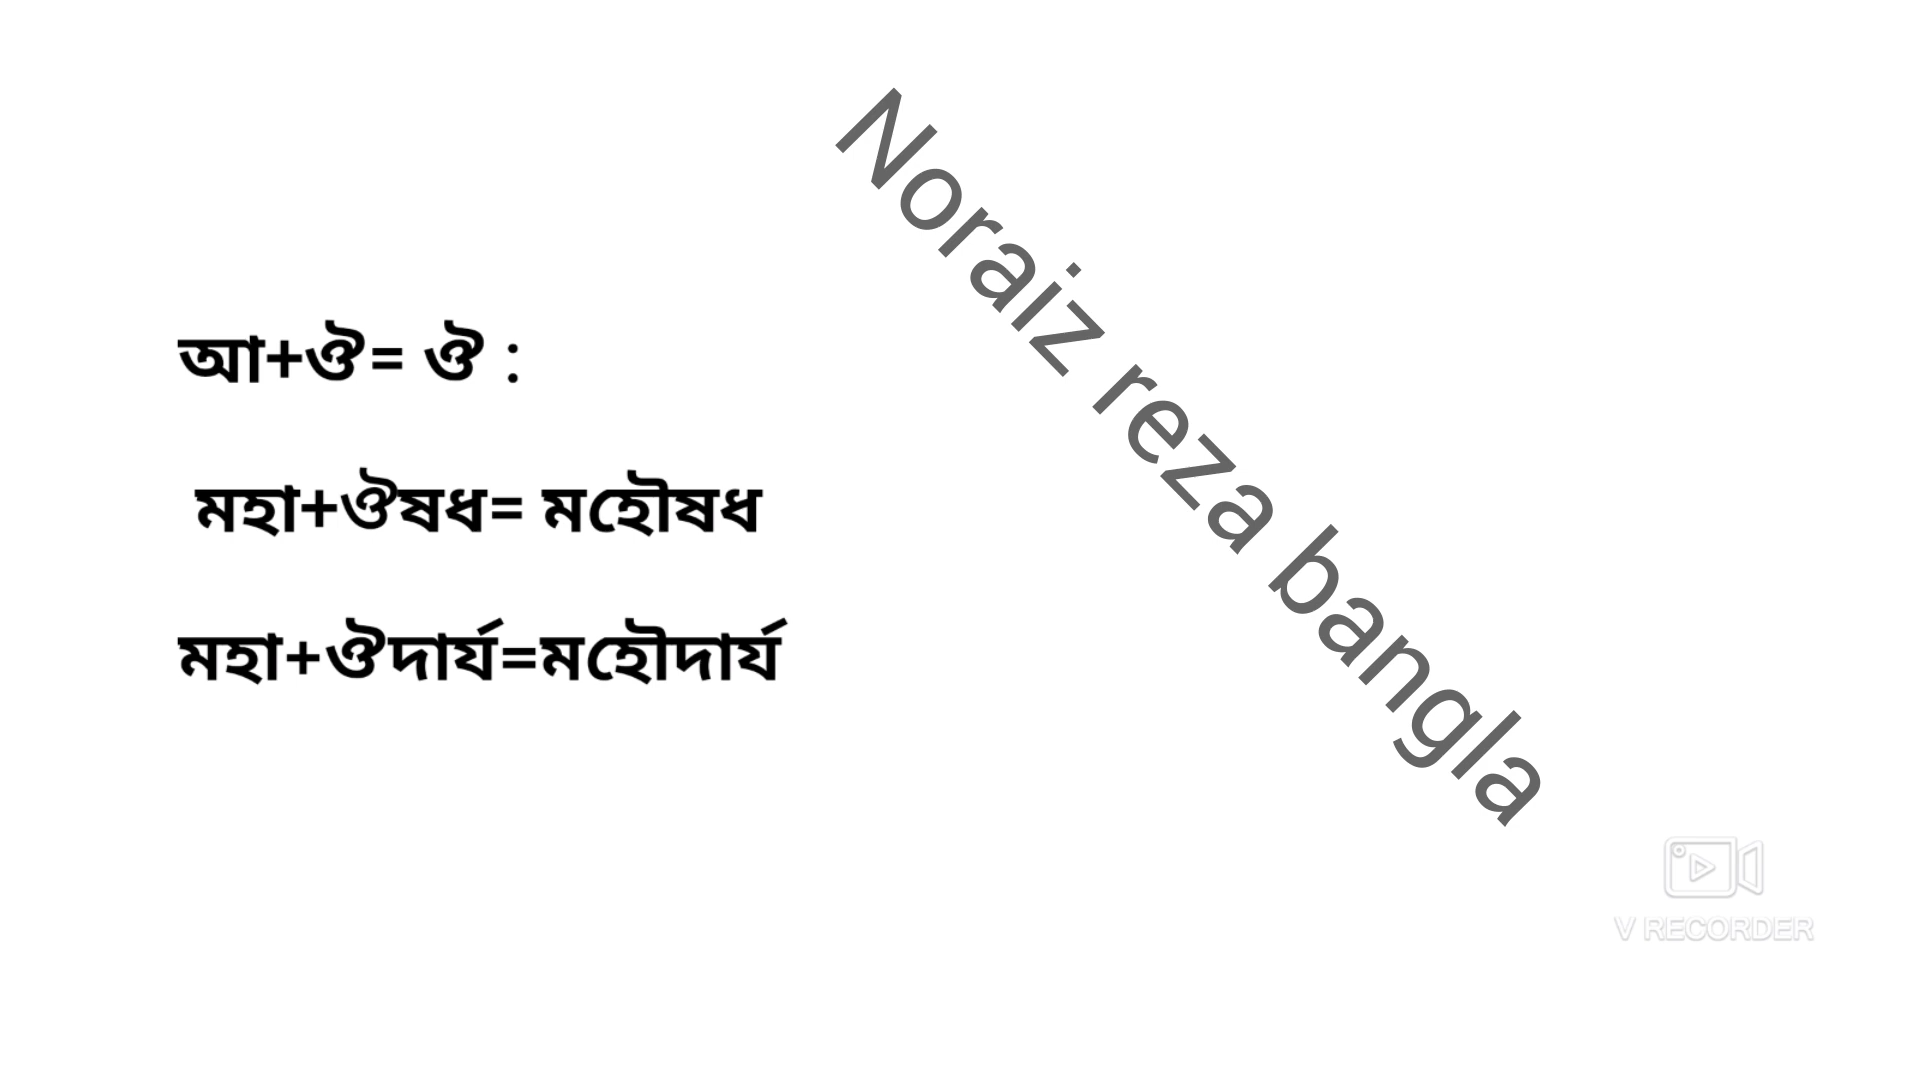 আ+ঔ= ঔ :
মহা+ঔষধ= মহৌষধ
মহা+ঔদার্য=মহৌদার্য
Noraiz reza bangla
V RECORDER